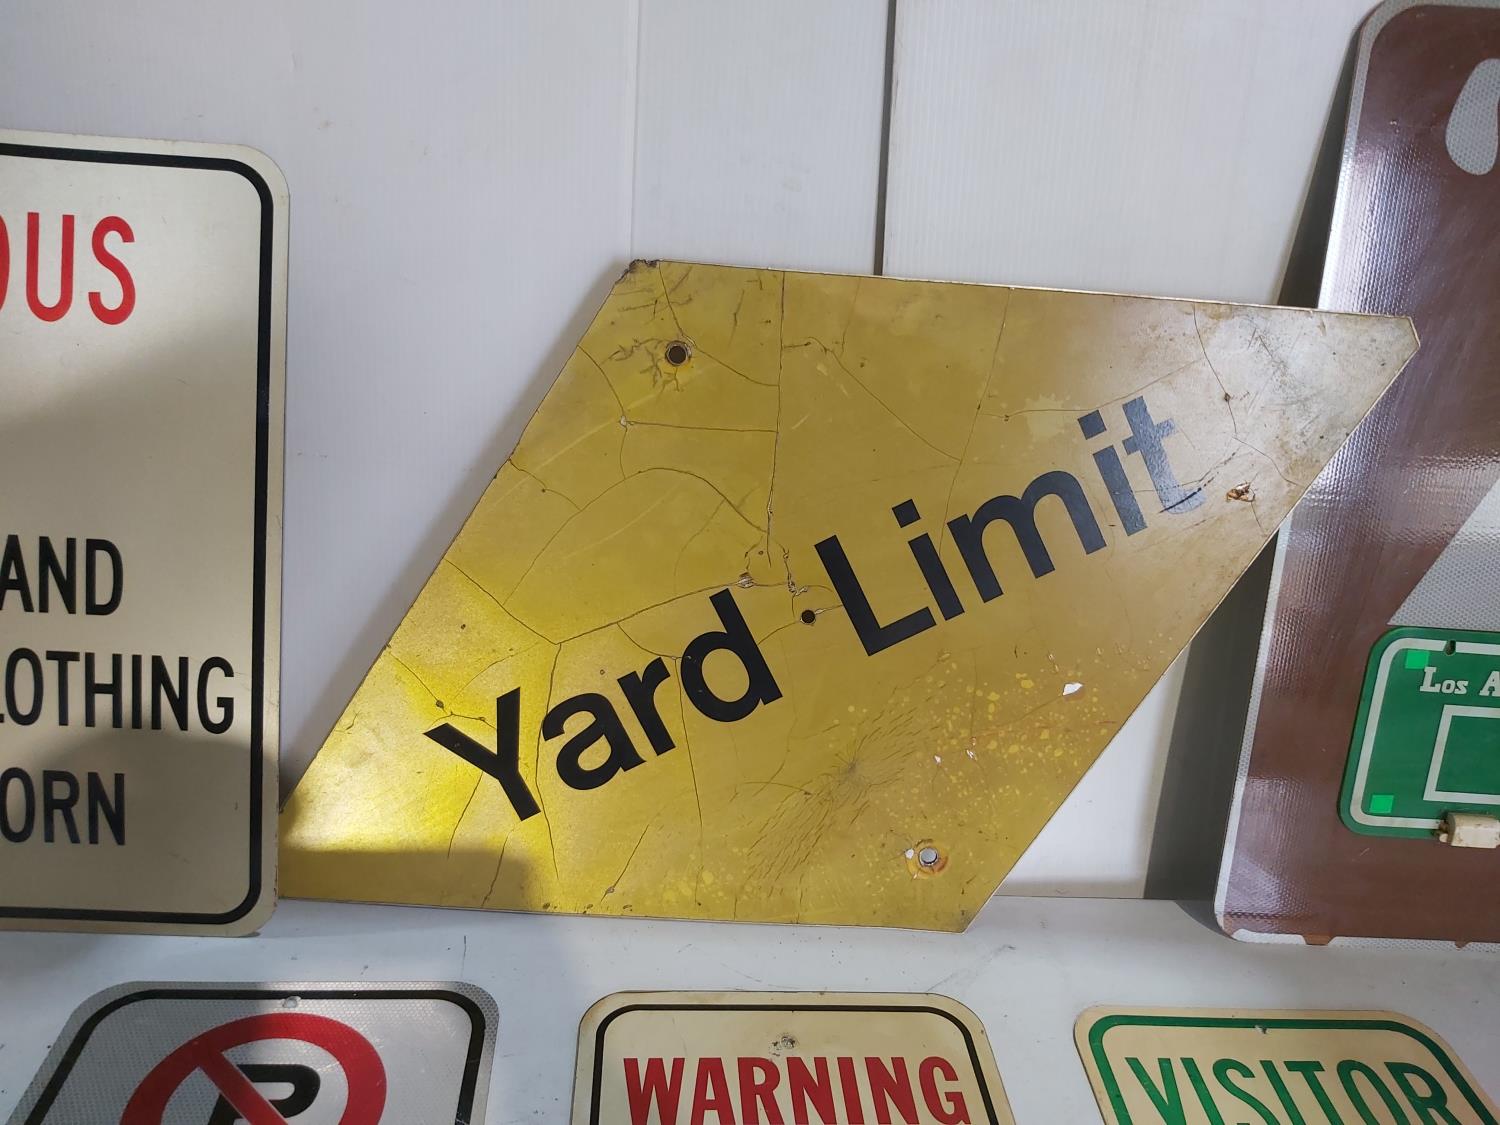 OUS
AND
LOTHING
ORN
Yard Limit
Los A
P
WARNING
VISITOR